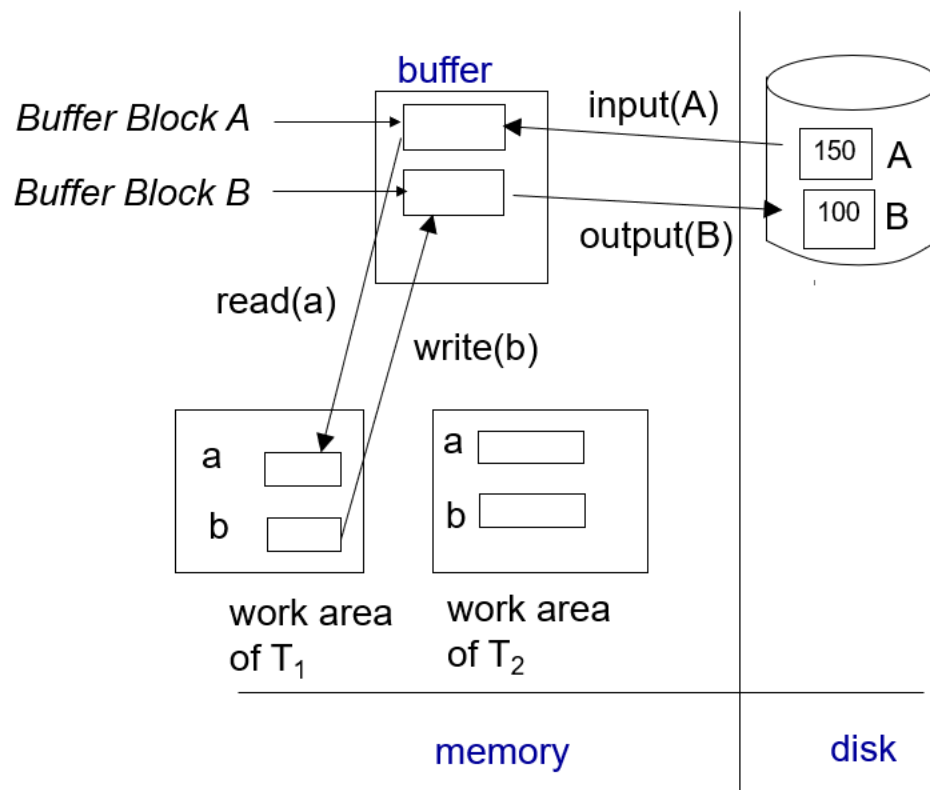 buffer
Buffer Block A
input(A)
150
A
Buffer Block B
100
B
output(B)
read(a)
write(b)
a
b
work area
of T1
a
b
work area
of T2
memory
disk